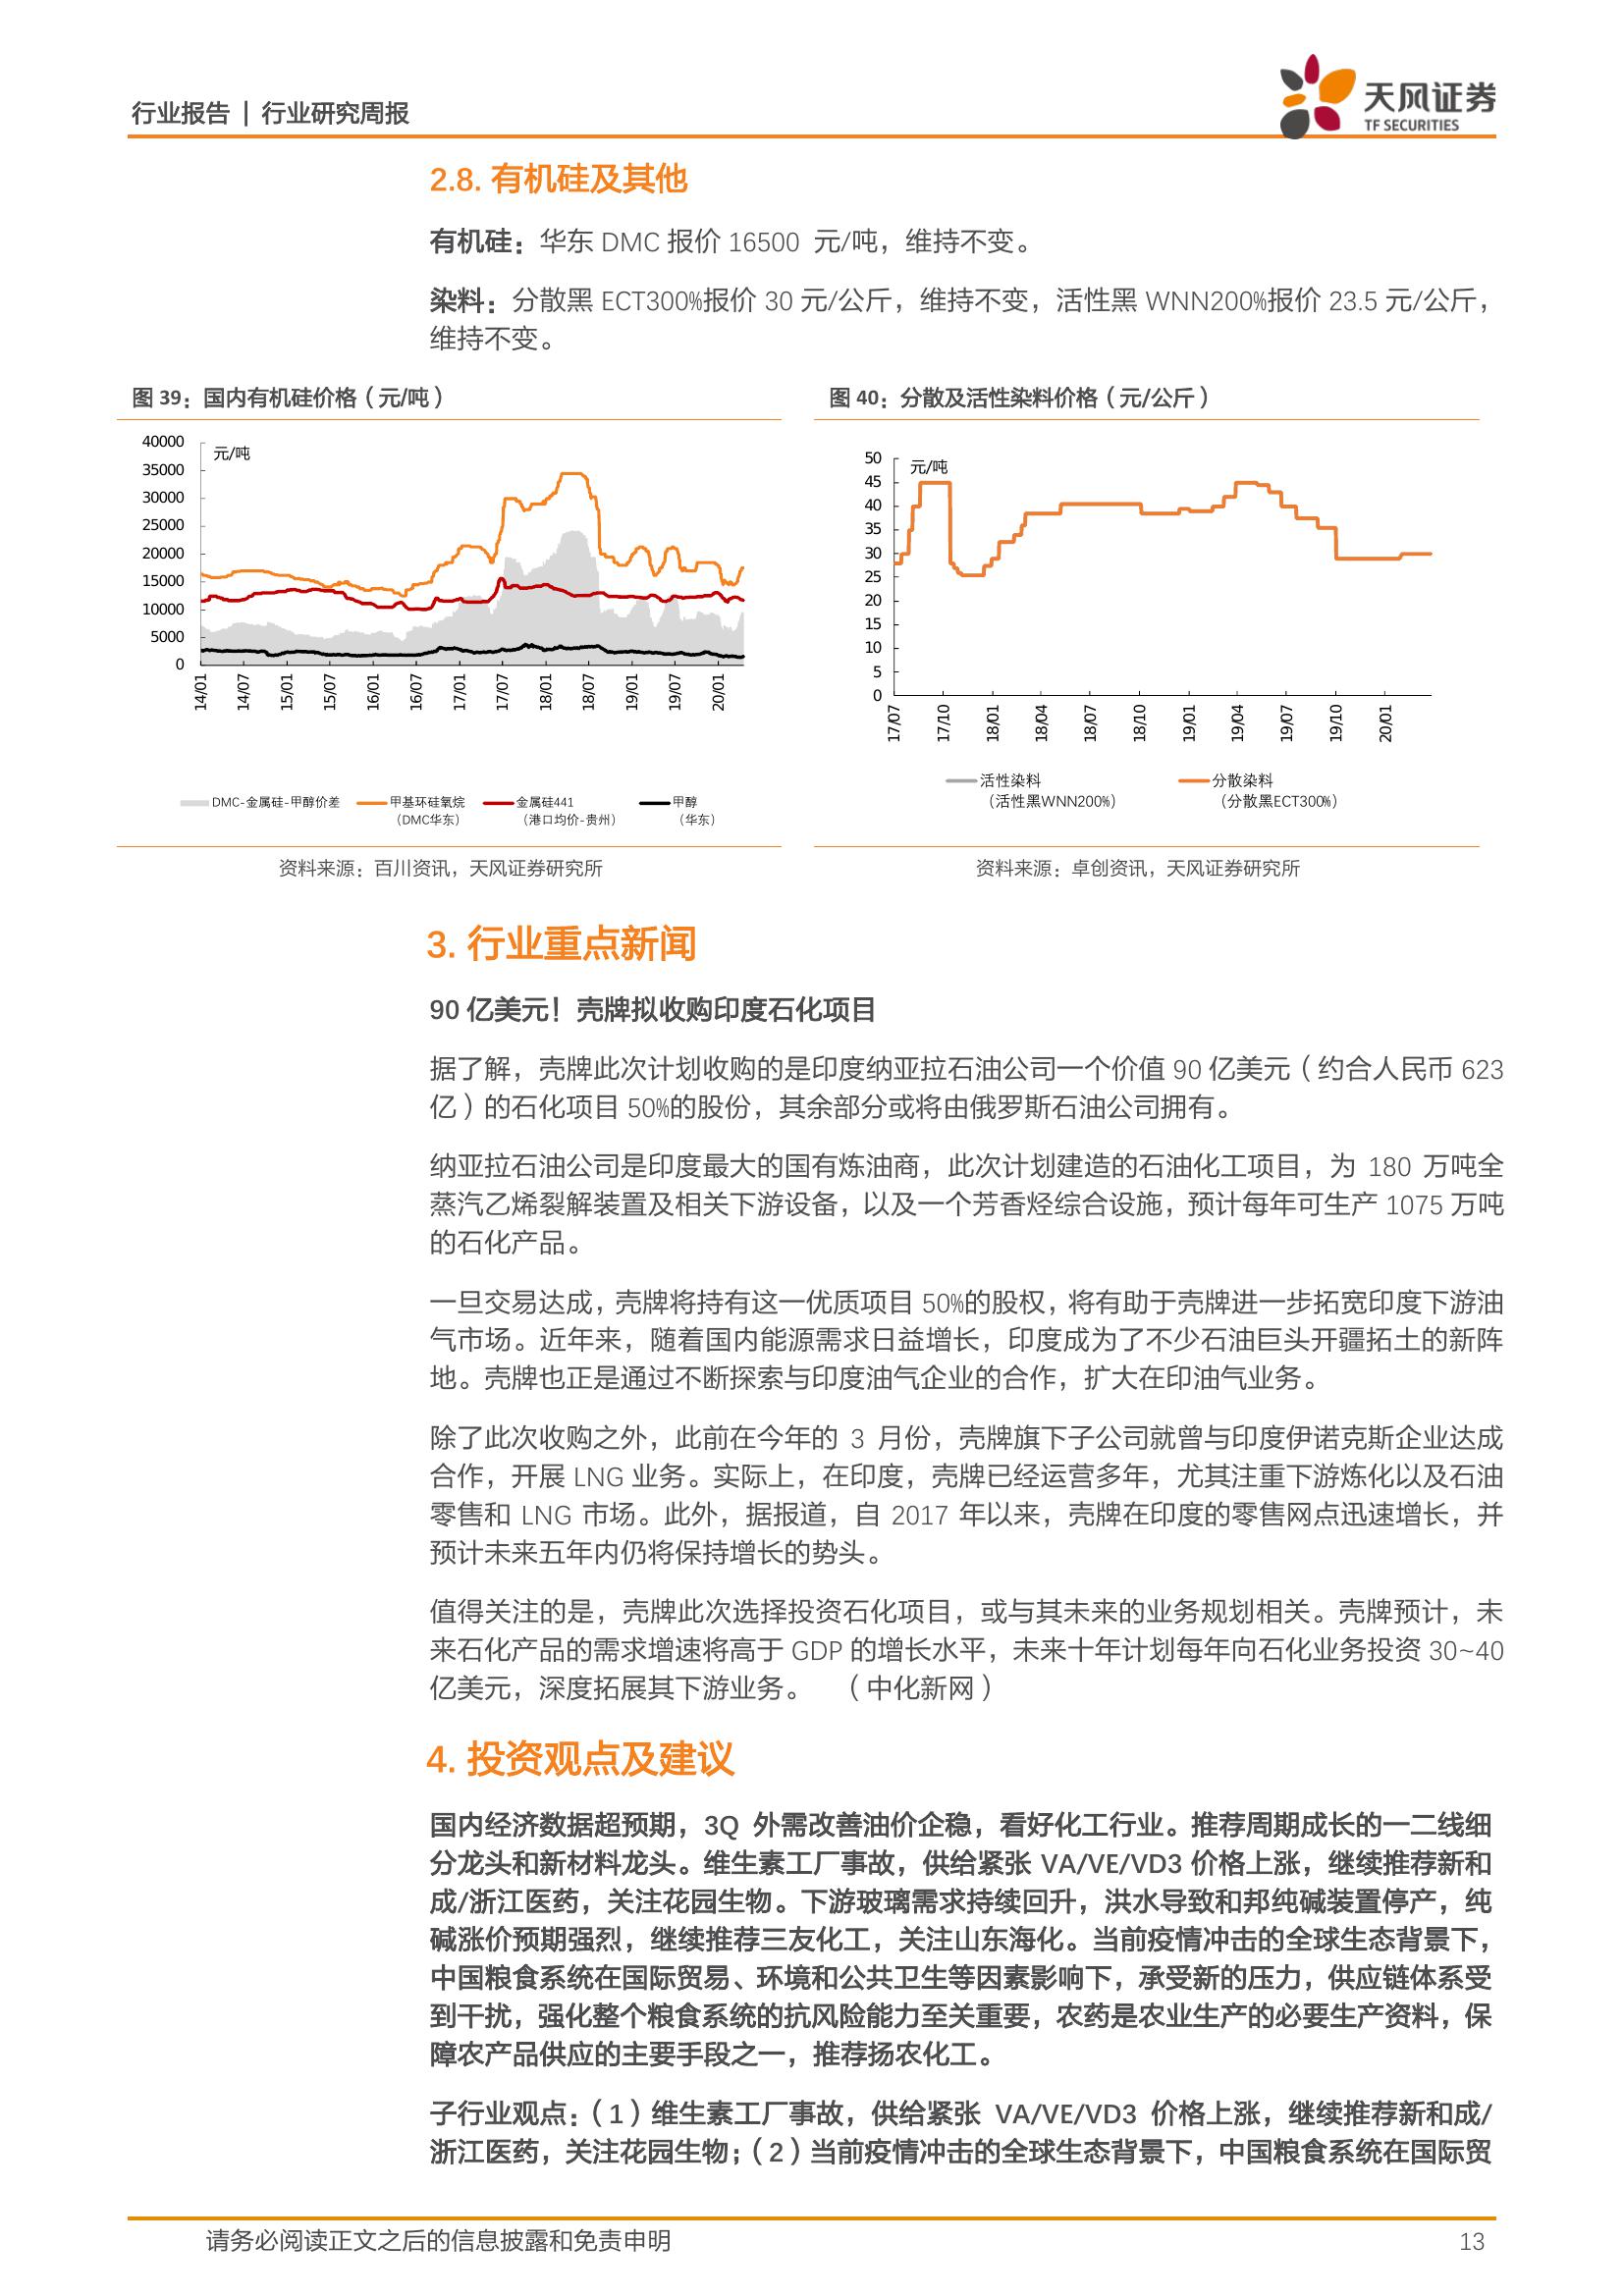 行业报告 | 行业研究周报
天风证券
TF SECURITIES
2.8. 有机硅及其他
有机硅：华东 DMC 报价 16500 元/吨，维持不变。
染料：分散黑 ECT300%报价 30 元/公斤，维持不变，活性黑 WNN200%报价 23.5 元/公斤，
维持不变。
图 39：国内有机硅价格（元/吨）
40000
35000
30000
25000
20000
15000
10000
5000
0
元/吨
14/01
14/07
15/01
15/07
16/01
16/07
17/01
17/07
18/01
18/07
19/01
19/07
20/01
DMC-金属硅-甲醇价差
甲基环硅氧烷
（DMC华东）
金属硅441
（港口均价-贵州）
甲醇
（华东）
资料来源：百川资讯，天风证券研究所
图 40：分散及活性染料价格（元/公斤）
50
45
40
35
30
25
20
15
10
5
0
元/吨
17/07
17/10
18/01
18/04
18/07
18/10
19/01
19/04
19/07
19/10
20/01
活性染料
（活性黑WNN200%）
分散染料
（分散黑ECT300%）
资料来源：卓创资讯，天风证券研究所
3. 行业重点新闻
90 亿美元！壳牌拟收购印度石化项目
据了解，壳牌此次计划收购的是印度纳亚拉石油公司一个价值 90 亿美元（约合人民币 623
亿）的石化项目 50%的股份，其余部分或将由俄罗斯石油公司拥有。
纳亚拉石油公司是印度最大的国有炼油商，此次计划建造的石油化工项目，为 180 万吨全
蒸汽乙烯裂解装置及相关下游设备，以及一个芳香烃综合设施，预计每年可生产 1075 万吨
的石化产品。
一旦交易达成，壳牌将持有这一优质项目 50%的股权，将有助于壳牌进一步拓宽印度下游油
气市场。近年来，随着国内能源需求日益增长，印度成为了不少石油巨头开疆拓土的新阵
地。壳牌也正是通过不断探索与印度油气企业的合作，扩大在印油气业务。
除了此次收购之外，此前在今年的 3 月份，壳牌旗下子公司就曾与印度伊诺克斯企业达成
合作，开展 LNG 业务。实际上，在印度，壳牌已经运营多年，尤其注重下游炼化以及石油
零售和 LNG 市场。此外，据报道，自 2017 年以来，壳牌在印度的零售网点迅速增长，并
预计未来五年内仍将保持增长的势头。
值得关注的是，壳牌此次选择投资石化项目，或与其未来的业务规划相关。壳牌预计，未
来石化产品的需求增速将高于 GDP 的增长水平，未来十年计划每年向石化业务投资 30~40
亿美元，深度拓展其下游业务。 （中化新网）
4. 投资观点及建议
国内经济数据超预期，3Q 外需改善油价企稳，看好化工行业。推荐周期成长的一二线细
分龙头和新材料龙头。维生素工厂事故，供给紧张 VA/VE/VD3 价格上涨，继续推荐新和
成/浙江医药，关注花园生物。下游玻璃需求持续回升，洪水导致和邦纯碱装置停产，纯
碱涨价预期强烈，继续推荐三友化工，关注山东海化。当前疫情冲击的全球生态背景下，
中国粮食系统在国际贸易、环境和公共卫生等因素影响下，承受新的压力，供应链体系受
到干扰，强化整个粮食系统的抗风险能力至关重要，农药是农业生产的必要生产资料，保
障农产品供应的主要手段之一，推荐扬农化工。
子行业观点：（1）维生素工厂事故，供给紧张 VA/VE/VD3 价格上涨，继续推荐新和成/
浙江医药，关注花园生物；（2）当前疫情冲击的全球生态背景下，中国粮食系统在国际贸
请务必阅读正文之后的信息披露和免责申明
13